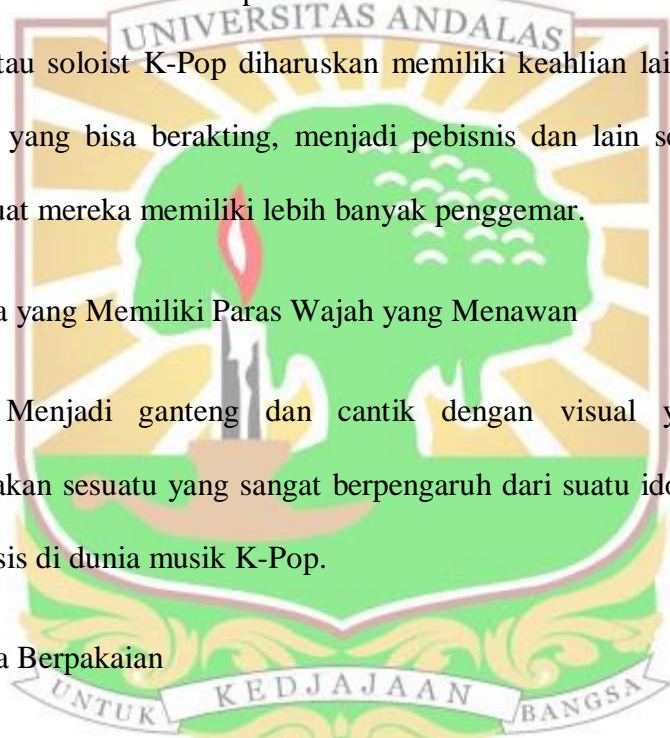 UNIVERSITAS ANDALAS
tau soloist K-Pop diharuskan memiliki keahlian lai
yang bisa berakting, menjadi pebisnis dan lain se
uat mereka memiliki lebih banyak penggemar.
a yang Memiliki Paras Wajah yang Menawan
Menjadi ganteng dan cantik dengan visual y
akan sesuatu yang sangat berpengaruh dari suatu ido
sis di dunia musik K-Pop.
a Berpakaian
UNTUK KEDJAJAAN BANGSA